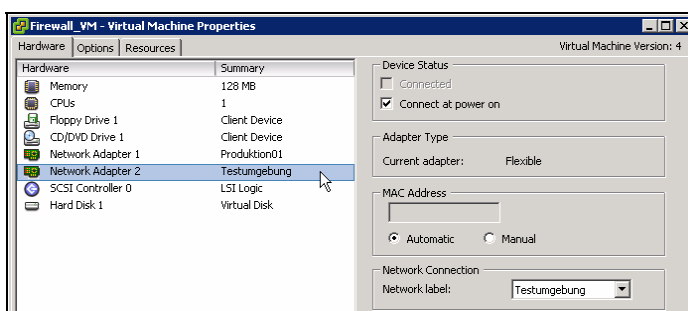 Firewall_VM - Virtual Machine Properties
Hardware Options Resources Virtual Machine Version: 4
Hardware Summary
Memory 128 MB
CPUs 1
Floppy Drive 1 Client Device
CD/DVD Drive 1 Client Device
Network Adapter 1 Produktion01
Network Adapter 2 Testumgebung
SCSI Controller 0 LSI Logic
Hard Disk 1 Virtual Disk
Device Status
Connected
Connect at power on
Adapter Type
Current adapter: Flexible
MAC Address
Automatic Manual
Network Connection
Network label: Testumgebung